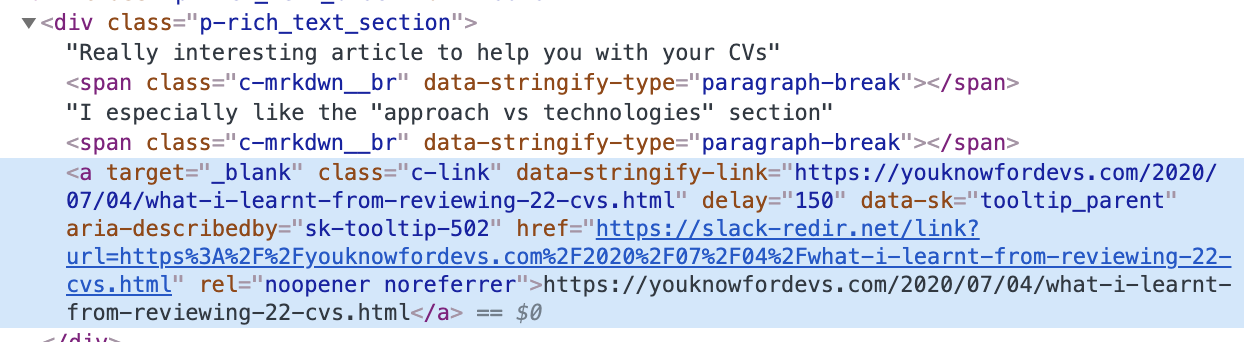 ▼<div class="p-rich_text_section">
"Really interesting article to help you with your CVs"
<span class="c-mrkdwn__br" data-stringify-type="paragraph-break"></span>
"I especially like the "approach vs technologies" section"
<span class="c-mrkdwn__br" data-stringify-type="paragraph-break"></span>
<a target="_blank" class="c-link" data-stringify-link="https://youknowfordevs.com/2020/
07/04/what-i-learnt-from-reviewing-22-cvs.html" delay="150" data-sk="tooltip_parent"
aria-describedby="sk-tooltip-502" href="https://slack-redir.net/link?
url=https%3A%2F%2Fyouknowfordevs.com%2F2020%2F07%2F04%2Fwhat-i-learnt-from-reviewing-22-
cvs.html" rel="noopener noreferrer">https://youknowfordevs.com/2020/07/04/what-i-learnt-
from-reviewing-22-cvs.html</a> == $0
</div>